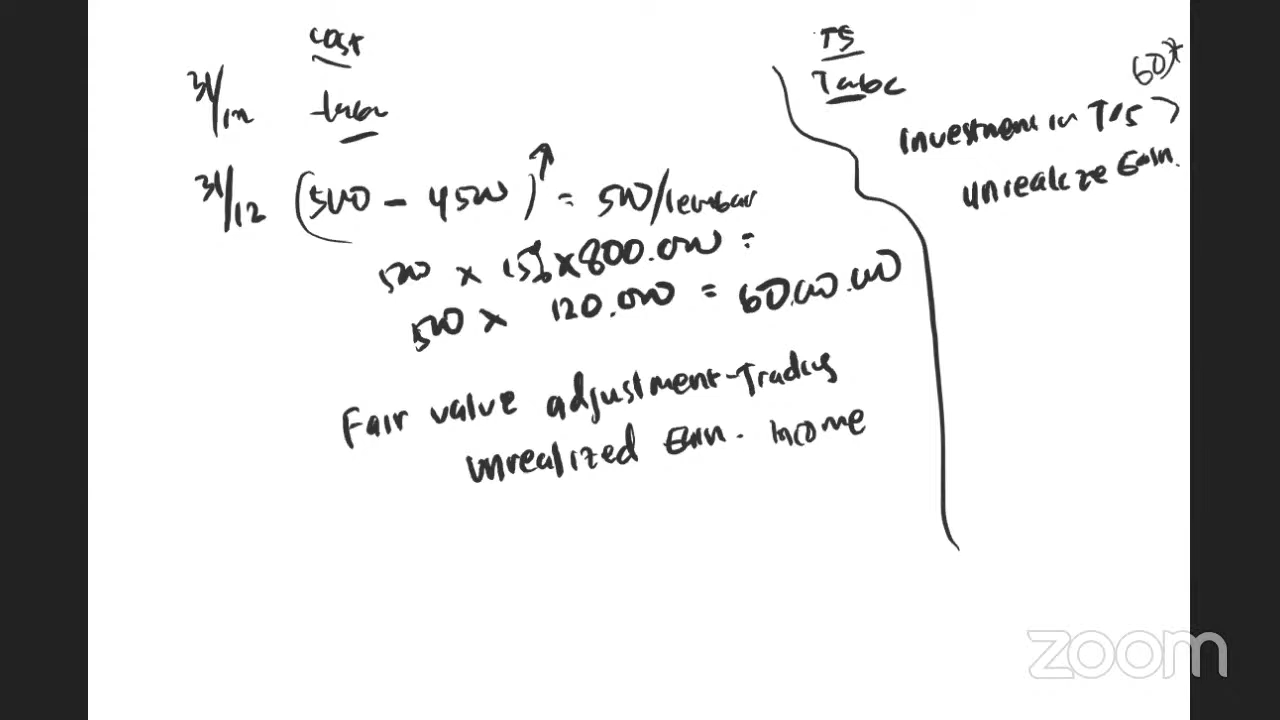 cost
TS
31/12
Tabc
60)*
investment in T/S
unrealize Gain.
31/12 (500 - 4500) = 500/lembar
500 x 15% x 800.000 =
500 x 120.000 = 60.000.000
Fair value adjustment-Trading
unrealized Gain. income
zoom